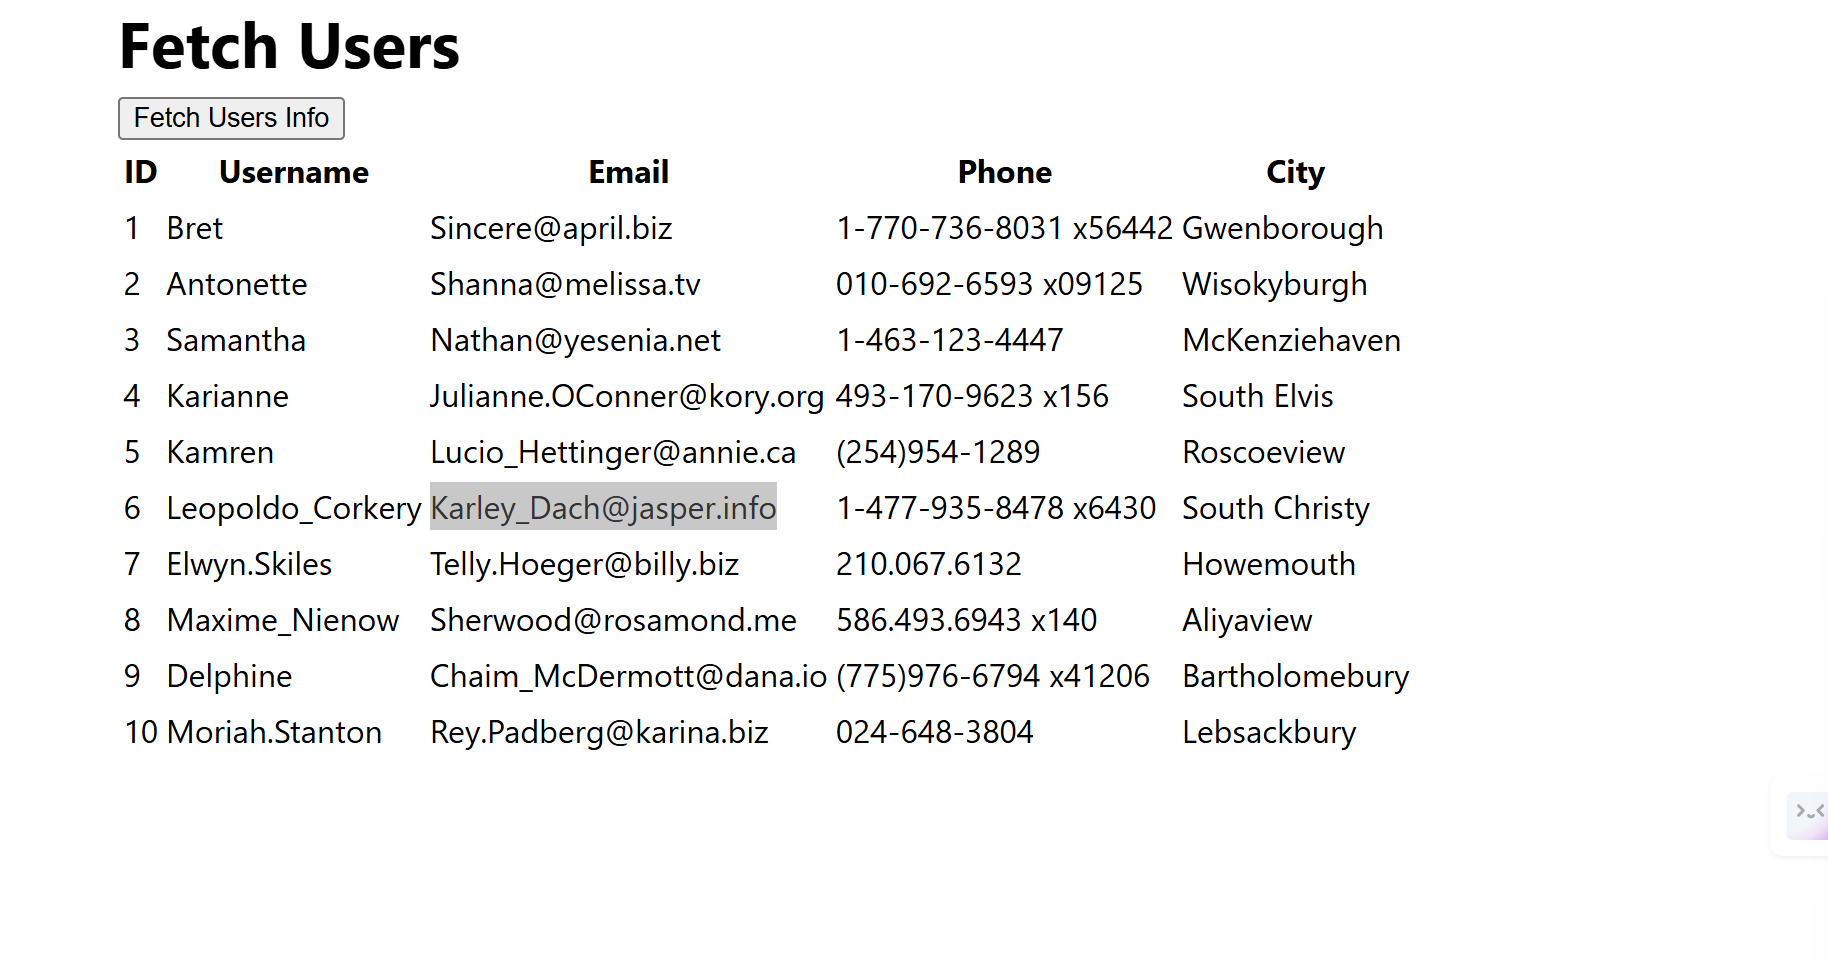 Fetch Users
Fetch Users Info
ID Username Email Phone City
1 Bret Sincere@april.biz 1-770-736-8031 x56442 Gwenborough
2 Antonette Shanna@melissa.tv 010-692-6593 x09125 Wisokyburgh
3 Samantha Nathan@yesenia.net 1-463-123-4447 McKenziehaven
4 Karianne Julianne.OConner@kory.org 493-170-9623 x156 South Elvis
5 Kamren Lucio_Hettinger@annie.ca (254)954-1289 Roscoeview
6 Leopoldo_Corkery Karley_Dach@jasper.info 1-477-935-8478 x6430 South Christy
7 Elwyn.Skiles Telly.Hoeger@billy.biz 210.067.6132 Howemouth
8 Maxime_Nienow Sherwood@rosamond.me 586.493.6943 x140 Aliyaview
9 Delphine Chaim_McDermott@dana.io (775)976-6794 x41206 Bartholomebury
10 Moriah.Stanton Rey.Padberg@karina.biz 024-648-3804 Lebsackbury